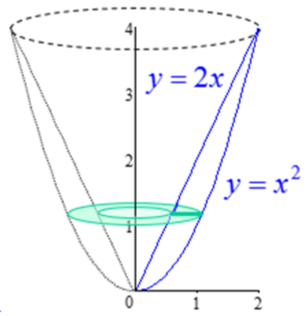 4
y = 2x
3
2
y = x²
1
0 1 2